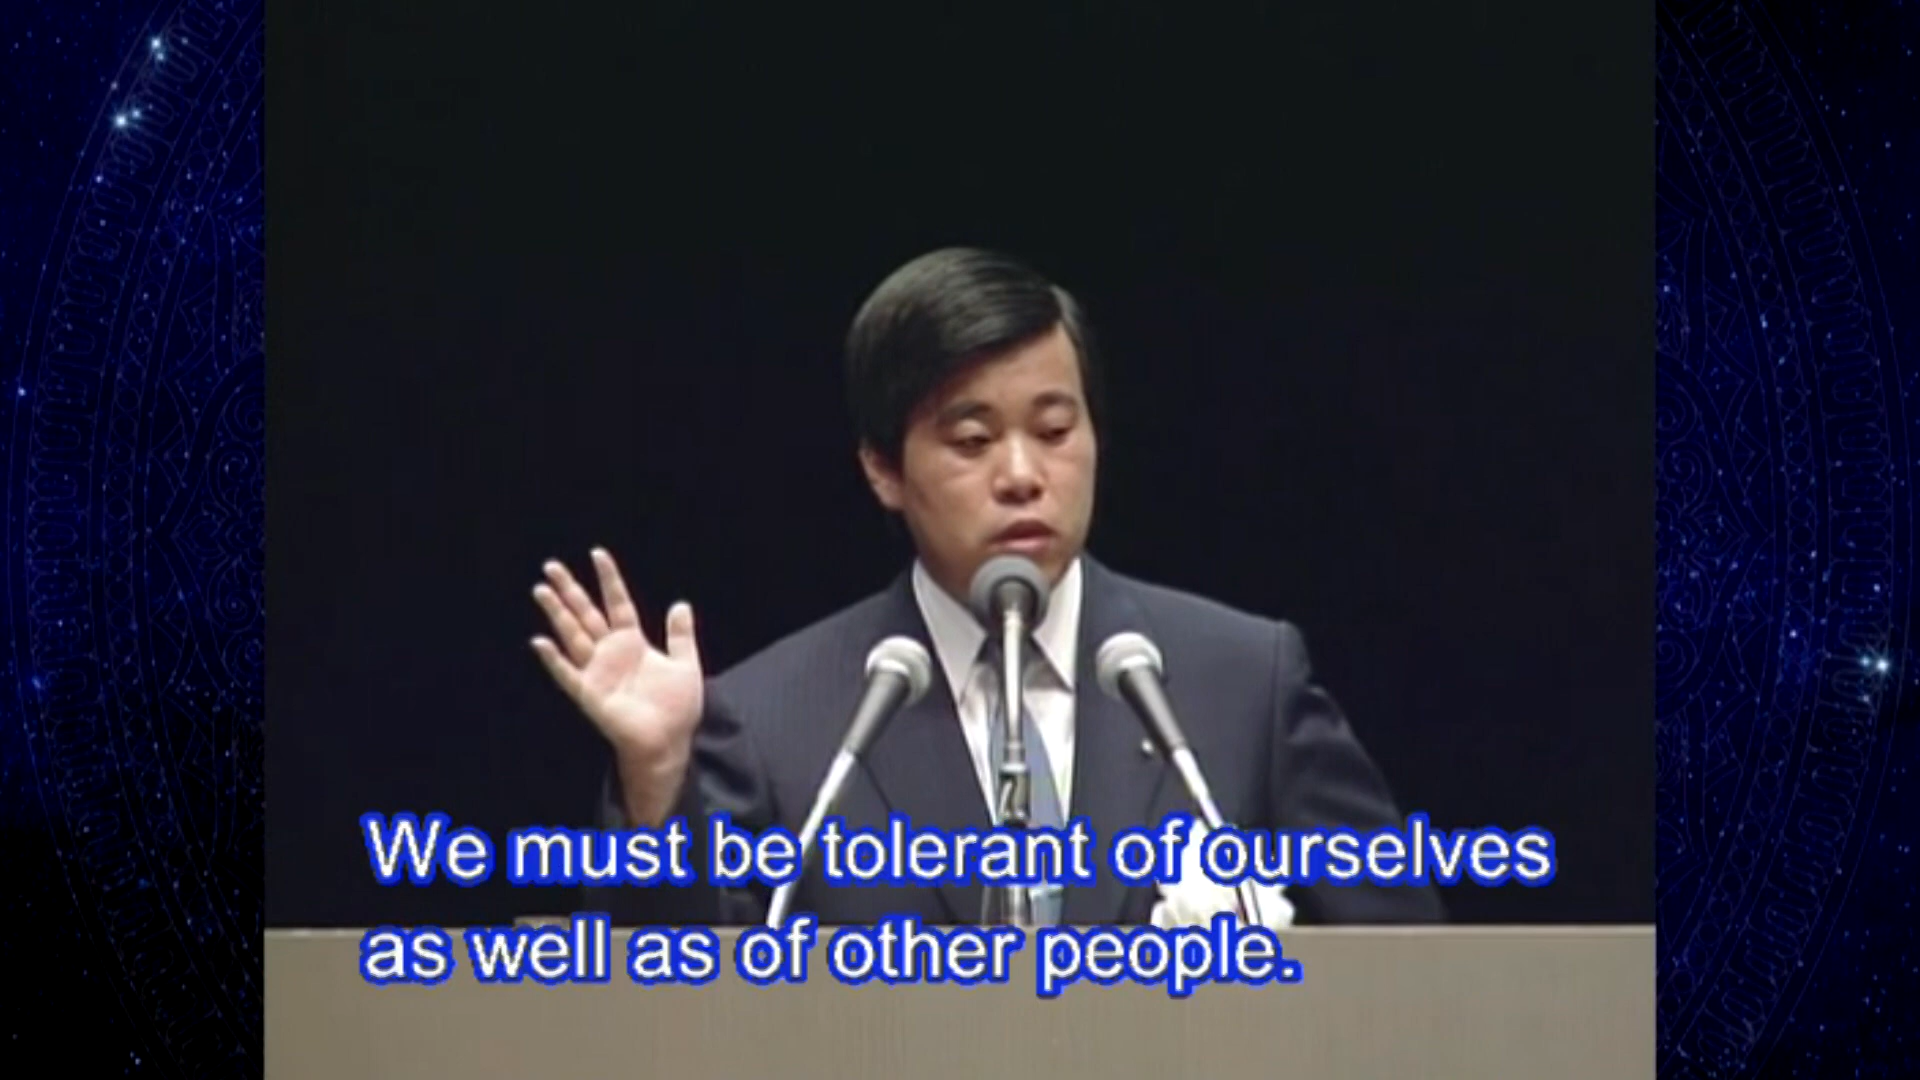 We must be tolerant of ourselves
as well as of other people.